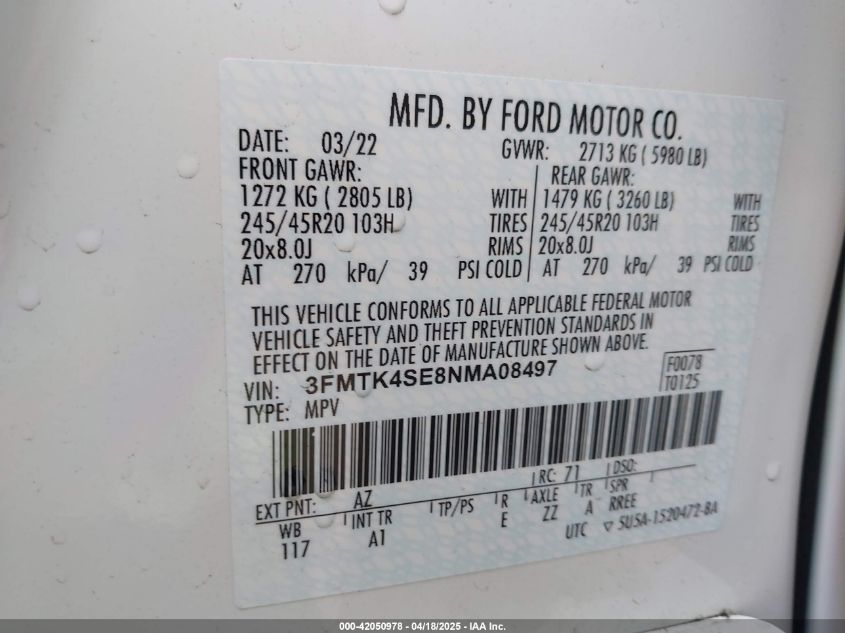 MFD. BY FORD MOTOR CO.
DATE: 03/22 GVWR: 2713 KG ( 5980 LB)
FRONT GAWR: REAR GAWR:
1272 KG ( 2805 LB) WITH 1479 KG ( 3260 LB) WITH
245/45R20 103H TIRES 245/45R20 103H TIRES
20x8.0J RIMS 20x8.0J RIMS
AT 270 kPa/ 39 PSI COLD AT 270 kPa/ 39 PSI COLD
THIS VEHICLE CONFORMS TO ALL APPLICABLE FEDERAL MOTOR
VEHICLE SAFETY AND THEFT PREVENTION STANDARDS IN
EFFECT ON THE DATE OF MANUFACTURE SHOWN ABOVE.
VIN: 3FMTK4SE8NMA08497 F0078
TYPE: MPV T0125
EXT PNT: AZ RC: 71 DSO:
WB INT TR TP/PS R AXLE TR SPR
117 A1 E ZZ A RREE
UTC ▽ 5U5A-1520472-BA
000-42050978 - 04/18/2025 - IAA Inc.